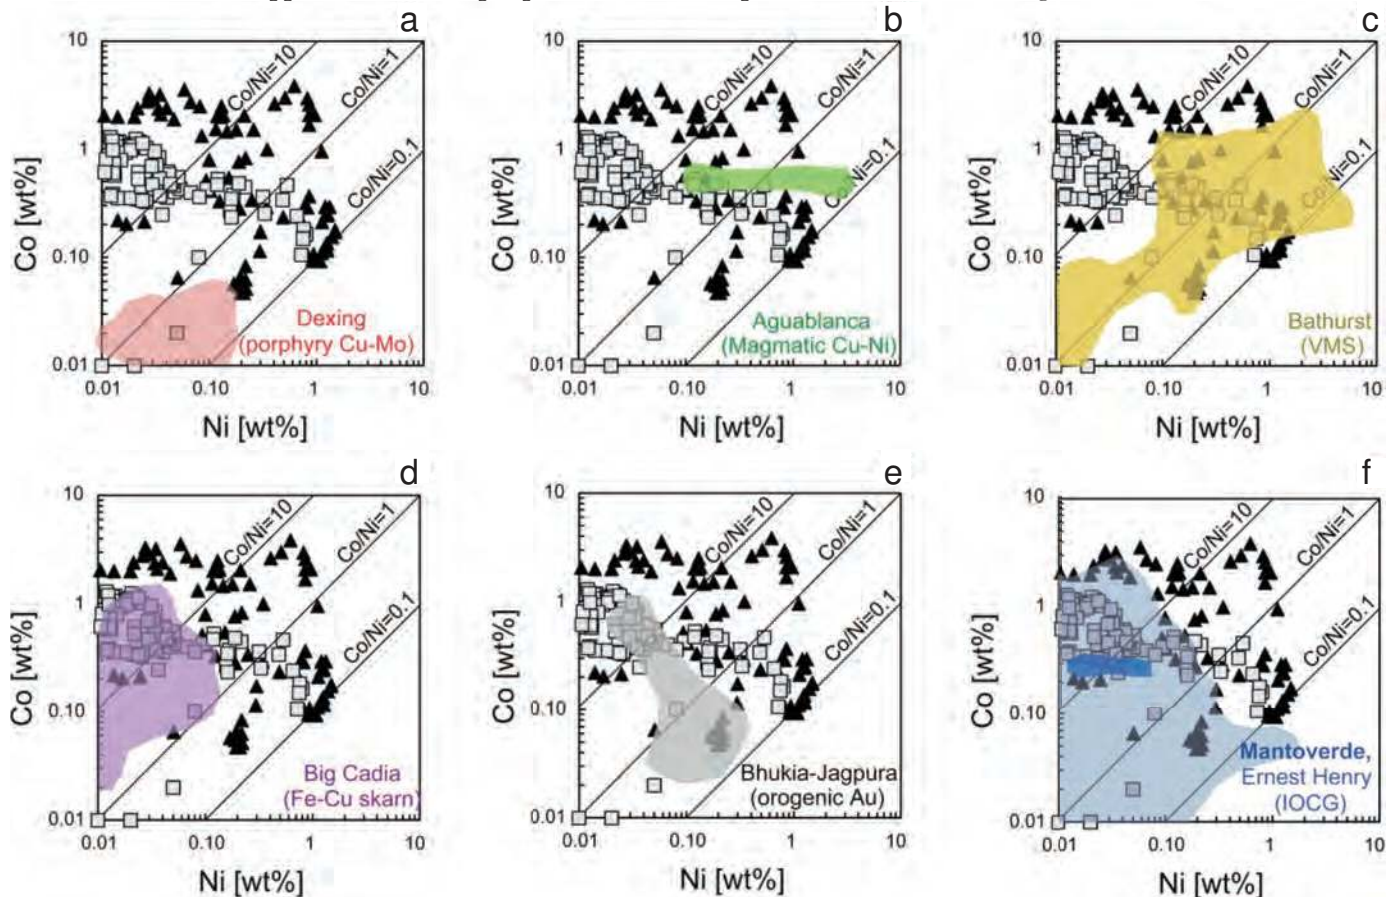 a
10
1
0.10
0.01
Co [wt%]
Co/Ni=10
Co/Ni=1
Co/Ni=0.1
Dexing
(porphyry Cu-Mo)
0.01
0.10
1
10
Ni [wt%]
b
10
1
0.10
0.01
Co [wt%]
Co/Ni=10
Co/Ni=1
Co/Ni=0.1
Aguablanca
(Magmatic Cu-Ni)
0.01
0.10
1
10
Ni [wt%]
c
10
1
0.10
0.01
Co [wt%]
Co/Ni=10
Co/Ni=1
Co/Ni=0.1
Bathurst
(VMS)
0.01
0.10
1
10
Ni [wt%]
d
10
1
0.10
0.01
Co [wt%]
Co/Ni=10
Co/Ni=1
Co/Ni=0.1
Big Cadia
(Fe-Cu skarn)
0.01
0.10
1
10
Ni [wt%]
e
10
1
0.10
0.01
Co [wt%]
Co/Ni=10
Co/Ni=1
Co/Ni=0.1
Bhukia-Jagpura
(orogenic Au)
0.01
0.10
1
10
Ni [wt%]
f
10
1
0.10
0.01
Co [wt%]
Co/Ni=10
Co/Ni=1
Co/Ni=0.1
Mantoverde,
Ernest Henry
(IOCG)
0.01
0.10
1
10
Ni [wt%]